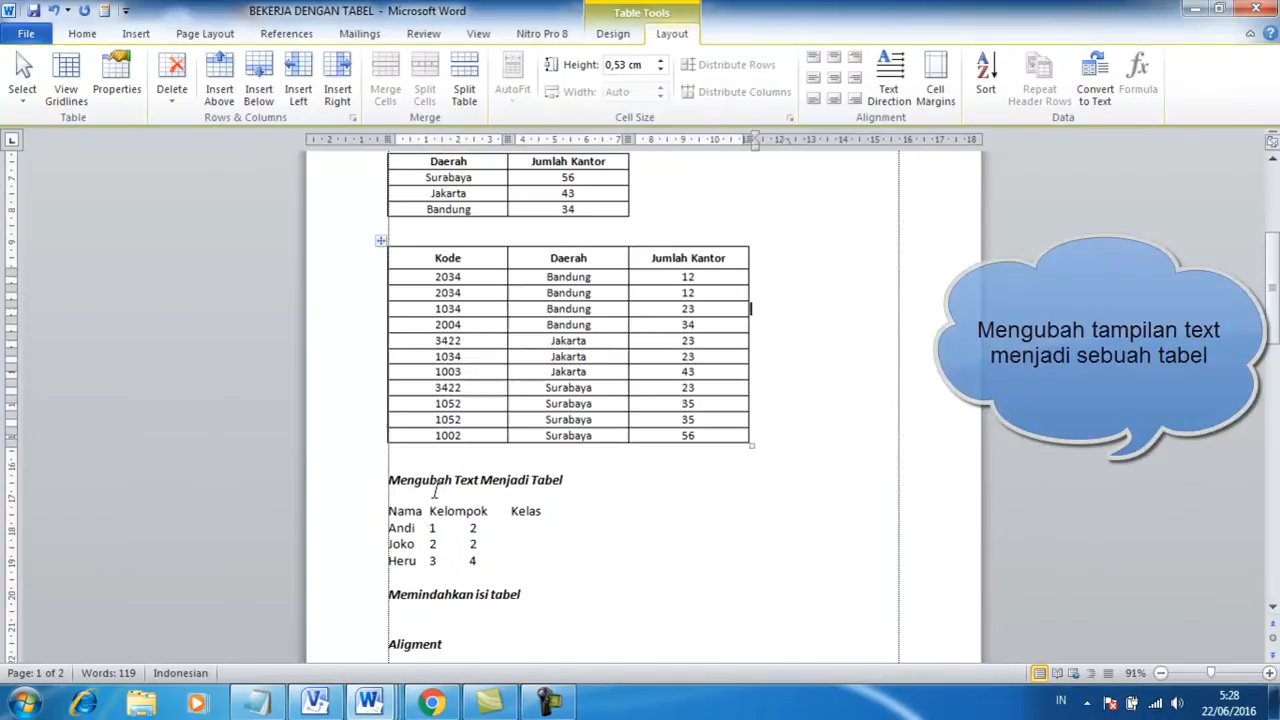 BEKERJA DENGAN TABEL - Microsoft Word
Table Tools
File Home Insert Page Layout References Mailings Review View Nitro Pro 8 Design Layout
Select
View Gridlines
Properties
Table
Delete
Insert Above
Insert Below
Insert Left
Insert Right
Rows & Columns
Merge Cells
Split Cells
Split Table
Merge
AutoFit
Height: 0,53 cm
Width: Auto
Distribute Rows
Distribute Columns
Cell Size
Text Direction
Cell Margins
Alignment
Sort
Repeat Header Rows
Convert to Text
Formula
Data
Daerah Jumlah Kantor
Surabaya 56
Jakarta 43
Bandung 34
Kode Daerah Jumlah Kantor
2034 Bandung 12
2034 Bandung 12
1034 Bandung 23
2004 Bandung 34
3422 Jakarta 23
1034 Jakarta 23
1003 Jakarta 43
3422 Surabaya 23
1052 Surabaya 35
1052 Surabaya 35
1002 Surabaya 56
Mengubah Text Menjadi Tabel
Nama Kelompok Kelas
Andi 1 2
Joko 2 2
Heru 3 4
Memindahkan isi tabel
Aligment
Mengubah tampilan text
menjadi sebuah tabel
Page: 1 of 2 Words: 119 Indonesian 91%
IN
5:28
22/06/2016